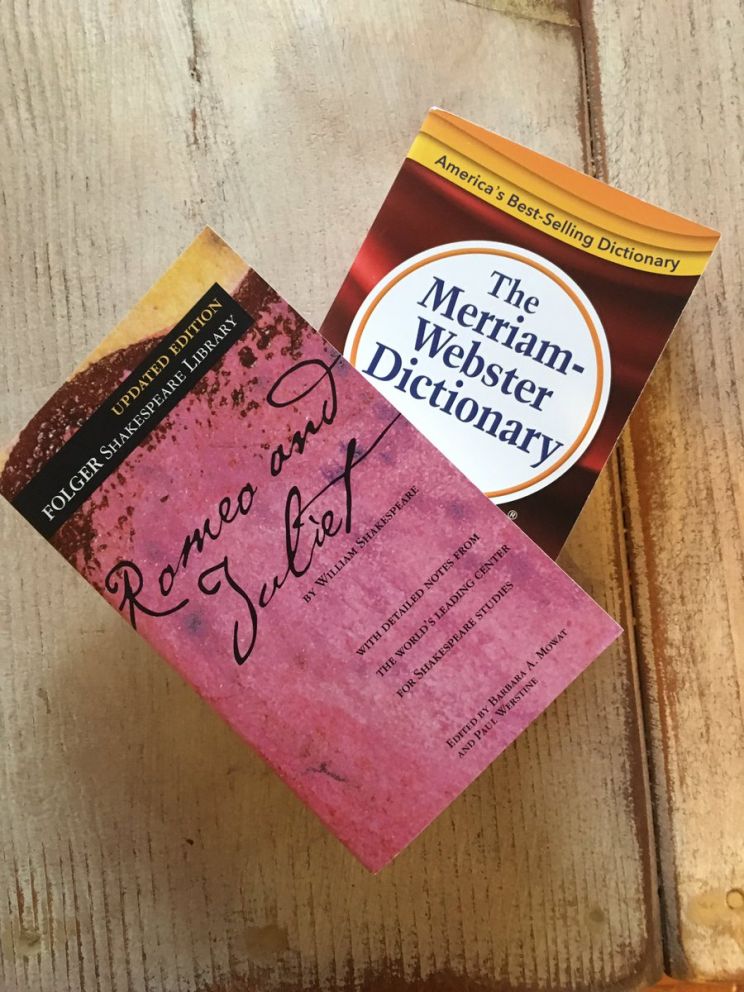 UPDATED EDITION
FOLGER SHAKESPEARE LIBRARY
Romeo and
Juliet
BY WILLIAM SHAKESPEARE
WITH DETAILED NOTES FROM
THE WORLD'S LEADING CENTER
FOR SHAKESPEARE STUDIES
EDITED BY BARBARA A. MOWAT
AND PAUL WERSTINE
America's Best-Selling Dictionary
The
Merriam-
Webster
Dictionary
®